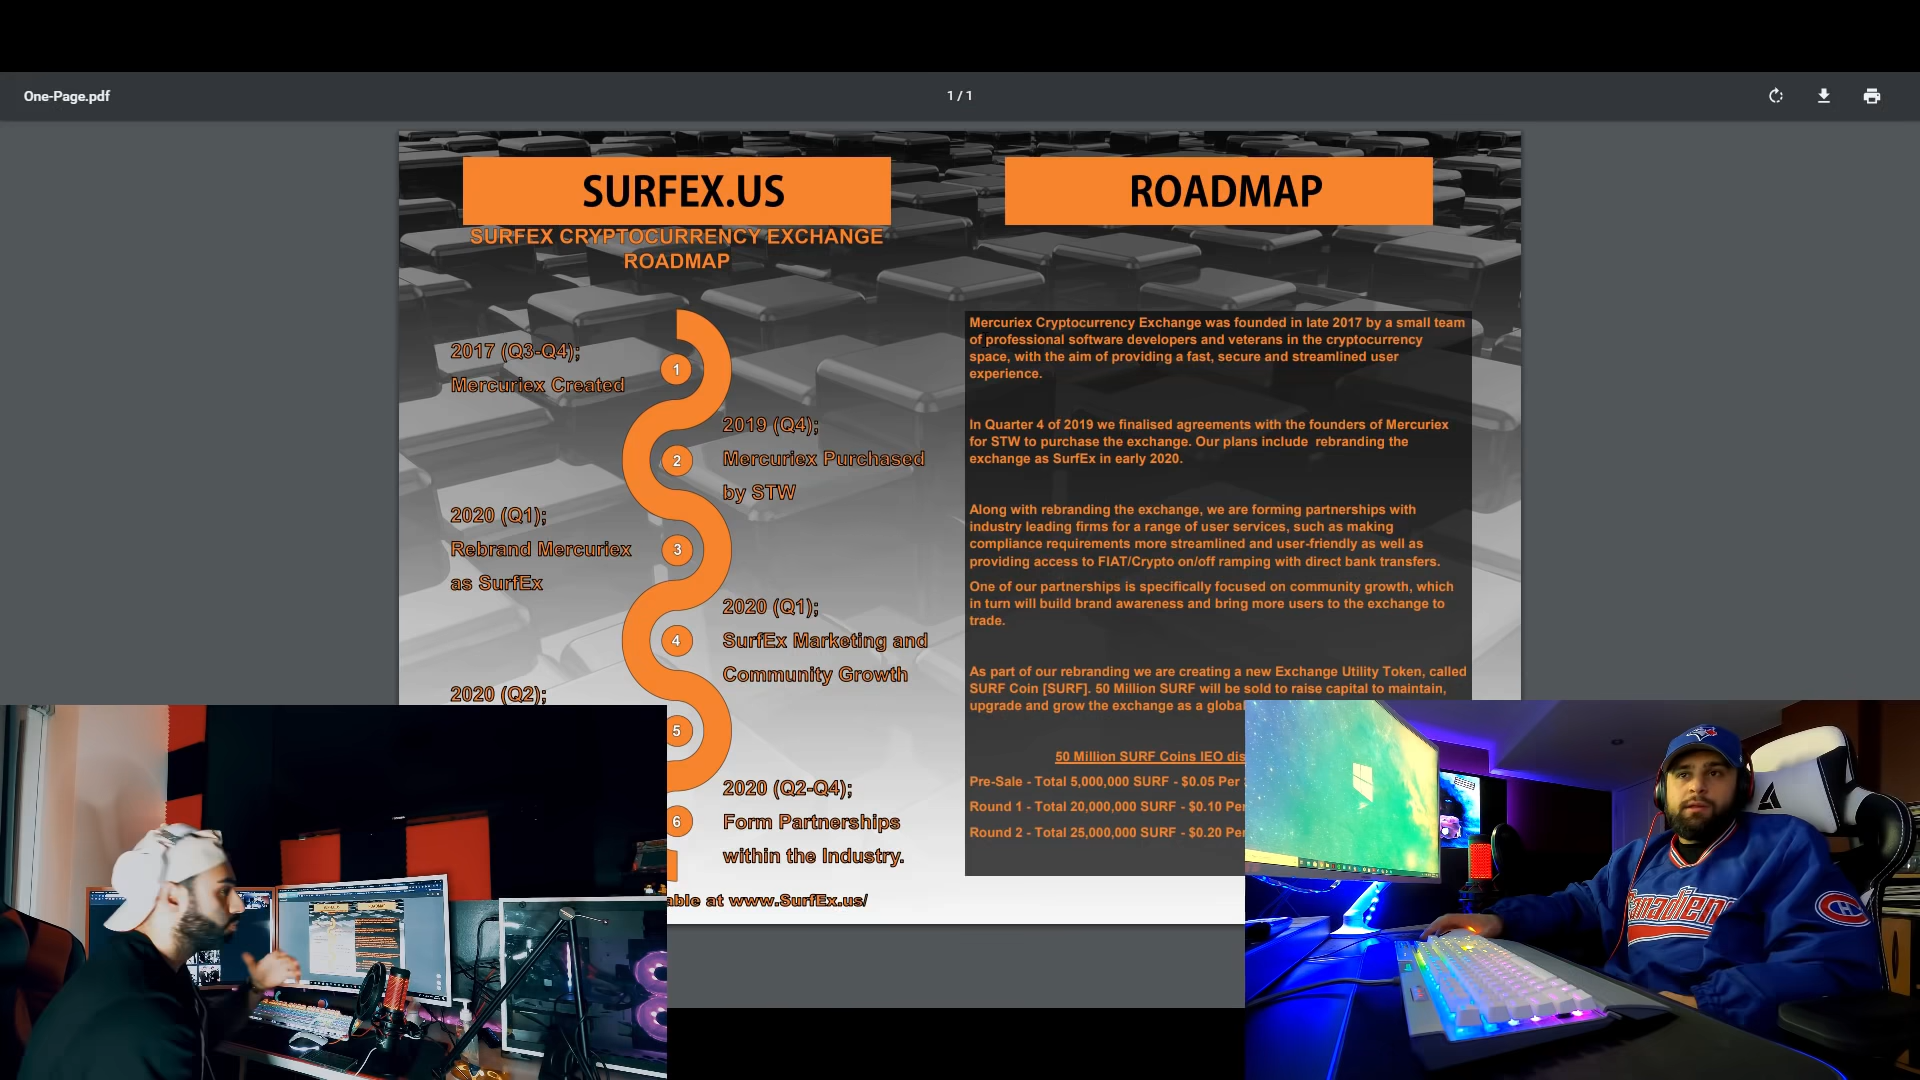 One-Page.pdf
1 / 1
SURFEX.US
SURFEX CRYPTOCURRENCY EXCHANGE
ROADMAP
2017 (Q3-Q4);
Mercuriex Created
1
2019 (Q4);
Mercuriex Purchased
by STW
2
2020 (Q1);
Rebrand Mercuriex
as SurfEx
3
2020 (Q1);
SurfEx Marketing and
Community Growth
4
2020 (Q2);
5
2020 (Q2-Q4);
Form Partnerships
within the Industry.
6
able at www.SurfEx.us/
ROADMAP
Mercuriex Cryptocurrency Exchange was founded in late 2017 by a small team
of professional software developers and veterans in the cryptocurrency
space, with the aim of providing a fast, secure and streamlined user
experience.
In Quarter 4 of 2019 we finalised agreements with the founders of Mercuriex
for STW to purchase the exchange. Our plans include rebranding the
exchange as SurfEx in early 2020.
Along with rebranding the exchange, we are forming partnerships with
industry leading firms for a range of user services, such as making
compliance requirements more streamlined and user-friendly as well as
providing access to FIAT/Crypto on/off ramping with direct bank transfers.
One of our partnerships is specifically focused on community growth, which
in turn will build brand awareness and bring more users to the exchange to
trade.
As part of our rebranding we are creating a new Exchange Utility Token, called
SURF Coin [SURF]. 50 Million SURF will be sold to raise capital to maintain,
upgrade and grow the exchange as a global
50 Million SURF Coins IEO dis
Pre-Sale - Total 5,000,000 SURF - $0.05 Per
Round 1 - Total 20,000,000 SURF - $0.10 Per
Round 2 - Total 25,000,000 SURF - $0.20 Per
Canadiens